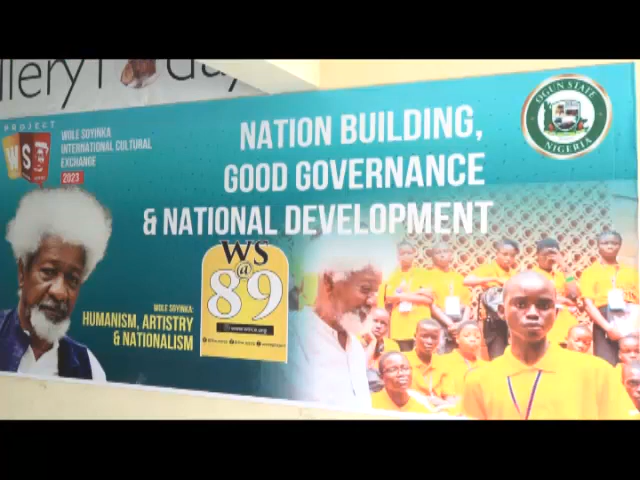 PROJECT
WS
WOLE SOYINKA
INTERNATIONAL CULTURAL
EXCHANGE
2023
NATION BUILDING,
GOOD GOVERNANCE
& NATIONAL DEVELOPMENT
OGUN STATE
NIGERIA
WOLE SOYINKA:
HUMANISM, ARTISTRY
& NATIONALISM
WS
@
89